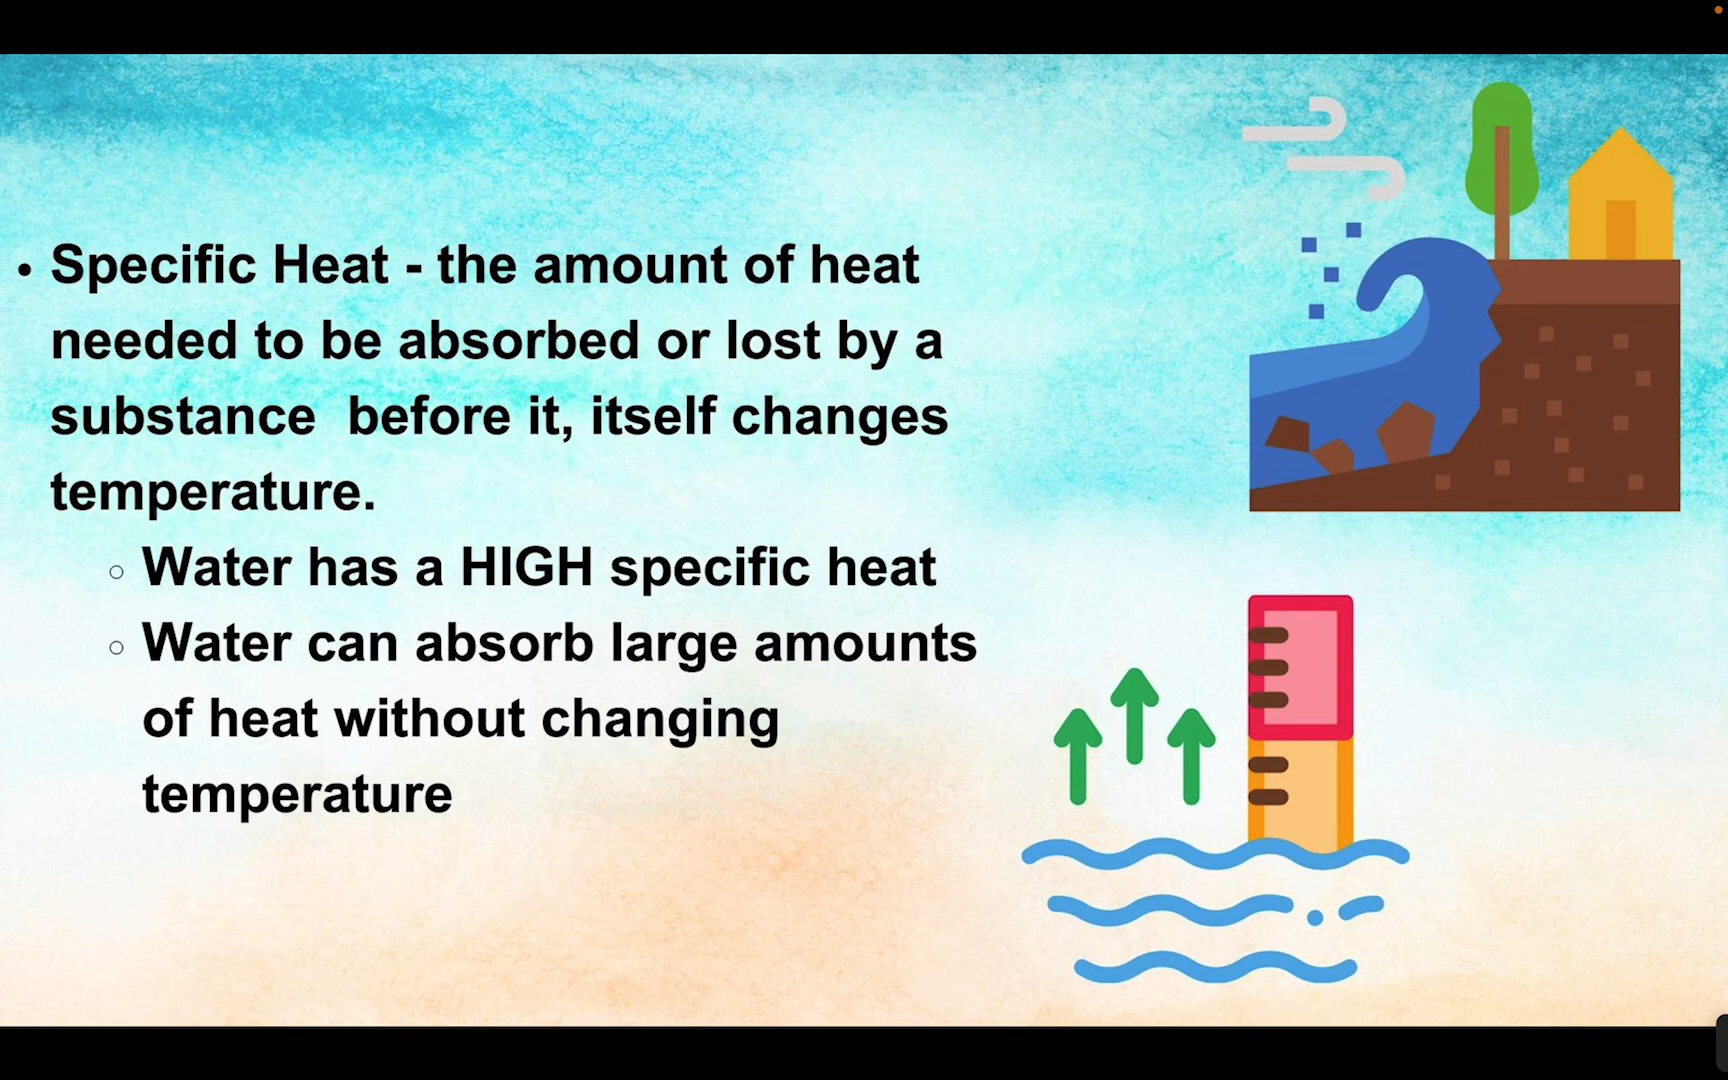 • Specific Heat - the amount of heat
needed to be absorbed or lost by a
substance  before it, itself changes
temperature.
○ Water has a HIGH specific heat
○ Water can absorb large amounts
of heat without changing
temperature